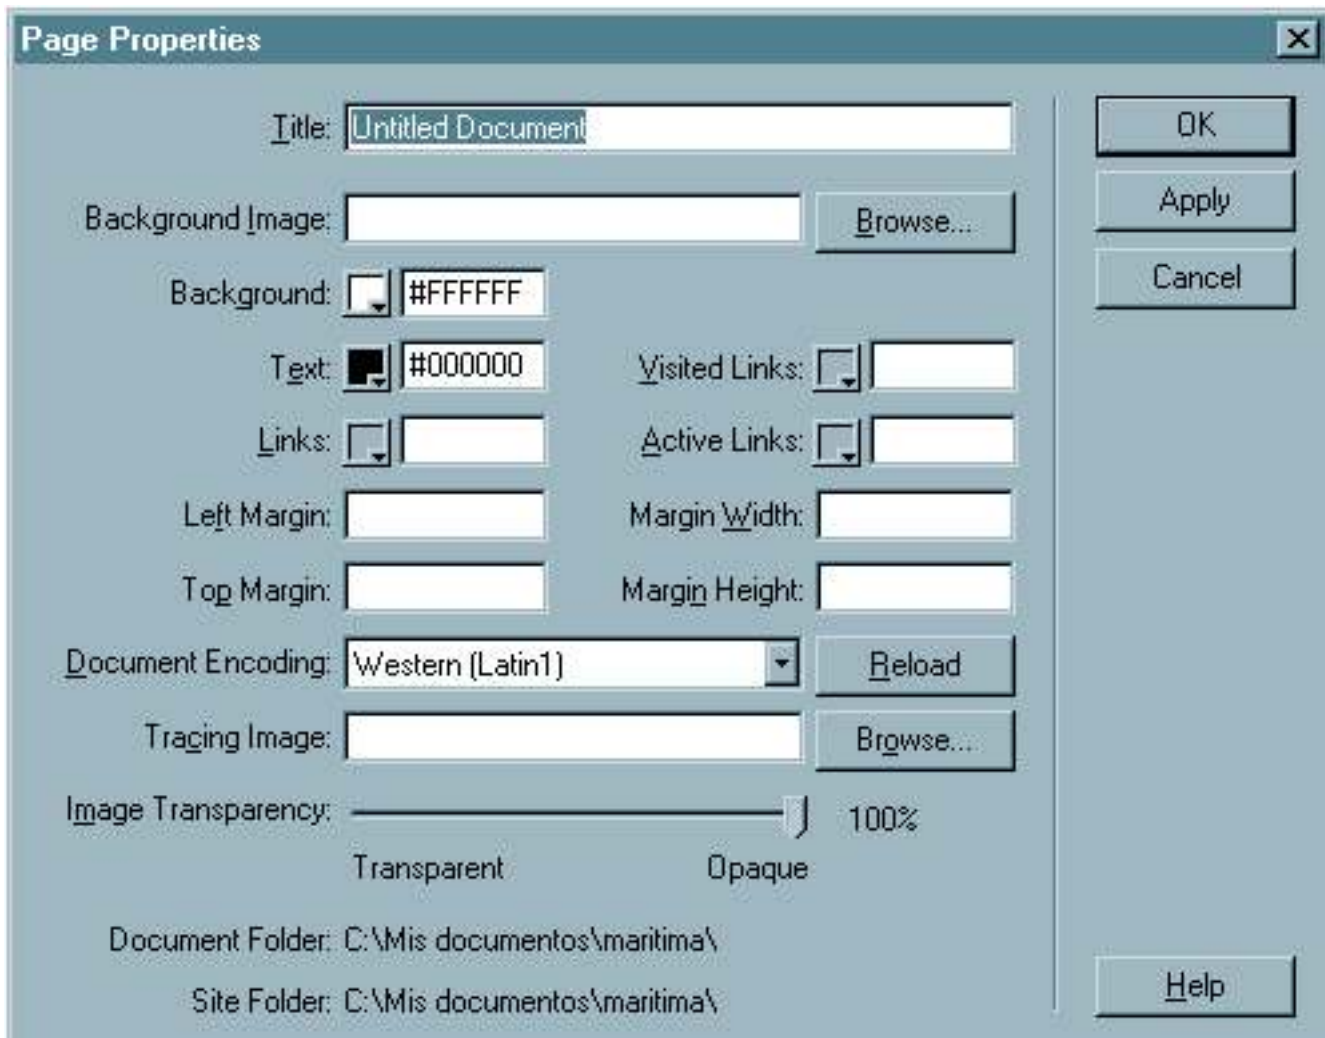 Page Properties
Title: Untitled Document
OK
Background Image: Browse...
Apply
Background: #FFFFFF
Cancel
Text: #000000 Visited Links:
Links: Active Links:
Left Margin: Margin Width:
Top Margin: Margin Height:
Document Encoding: Western (Latin1) Reload
Tracing Image: Browse...
Image Transparency: 100%
Transparent Opaque
Document Folder: C:\Mis documentos\maritima\
Site Folder: C:\Mis documentos\maritima\
Help